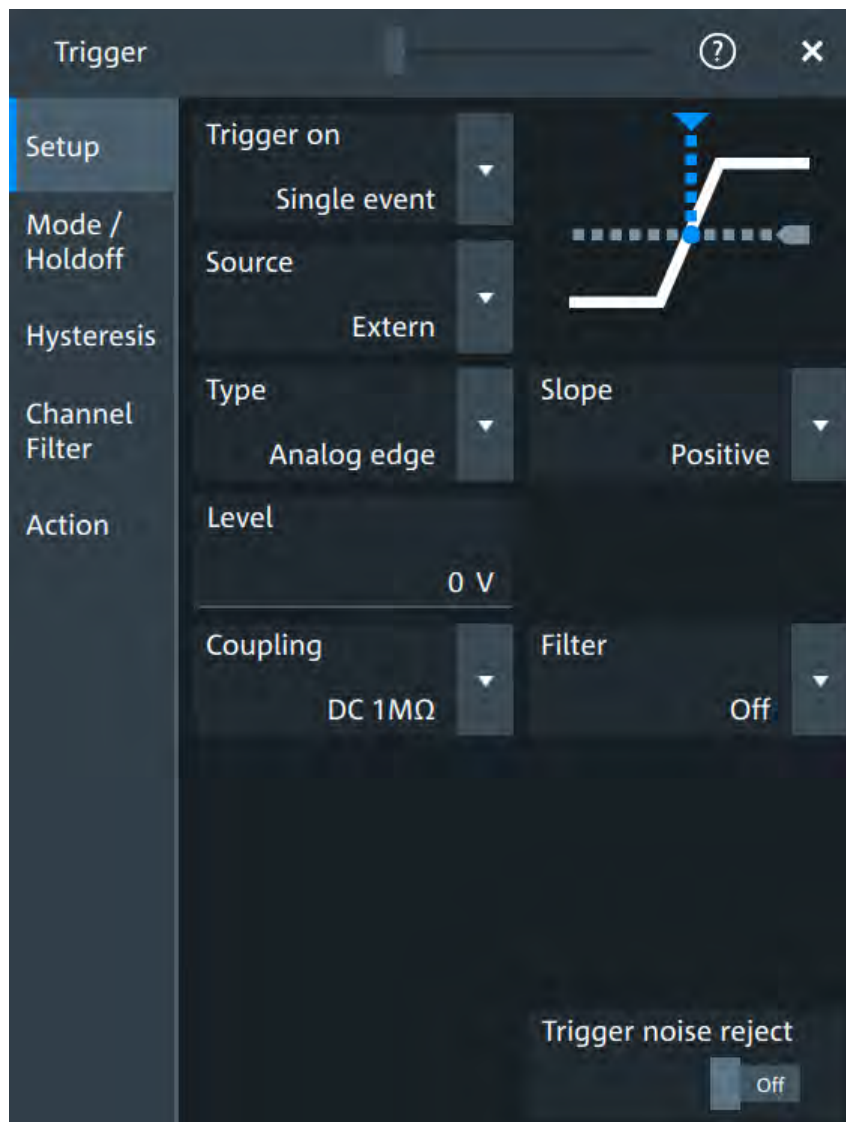 Trigger
?
Setup
Mode /
Holdoff
Hysteresis
Channel
Filter
Action
Trigger on
Single event
Source
Extern
Type
Analog edge
Slope
Positive
Level
0 V
Coupling
DC 1MΩ
Filter
Off
Trigger noise reject
Off